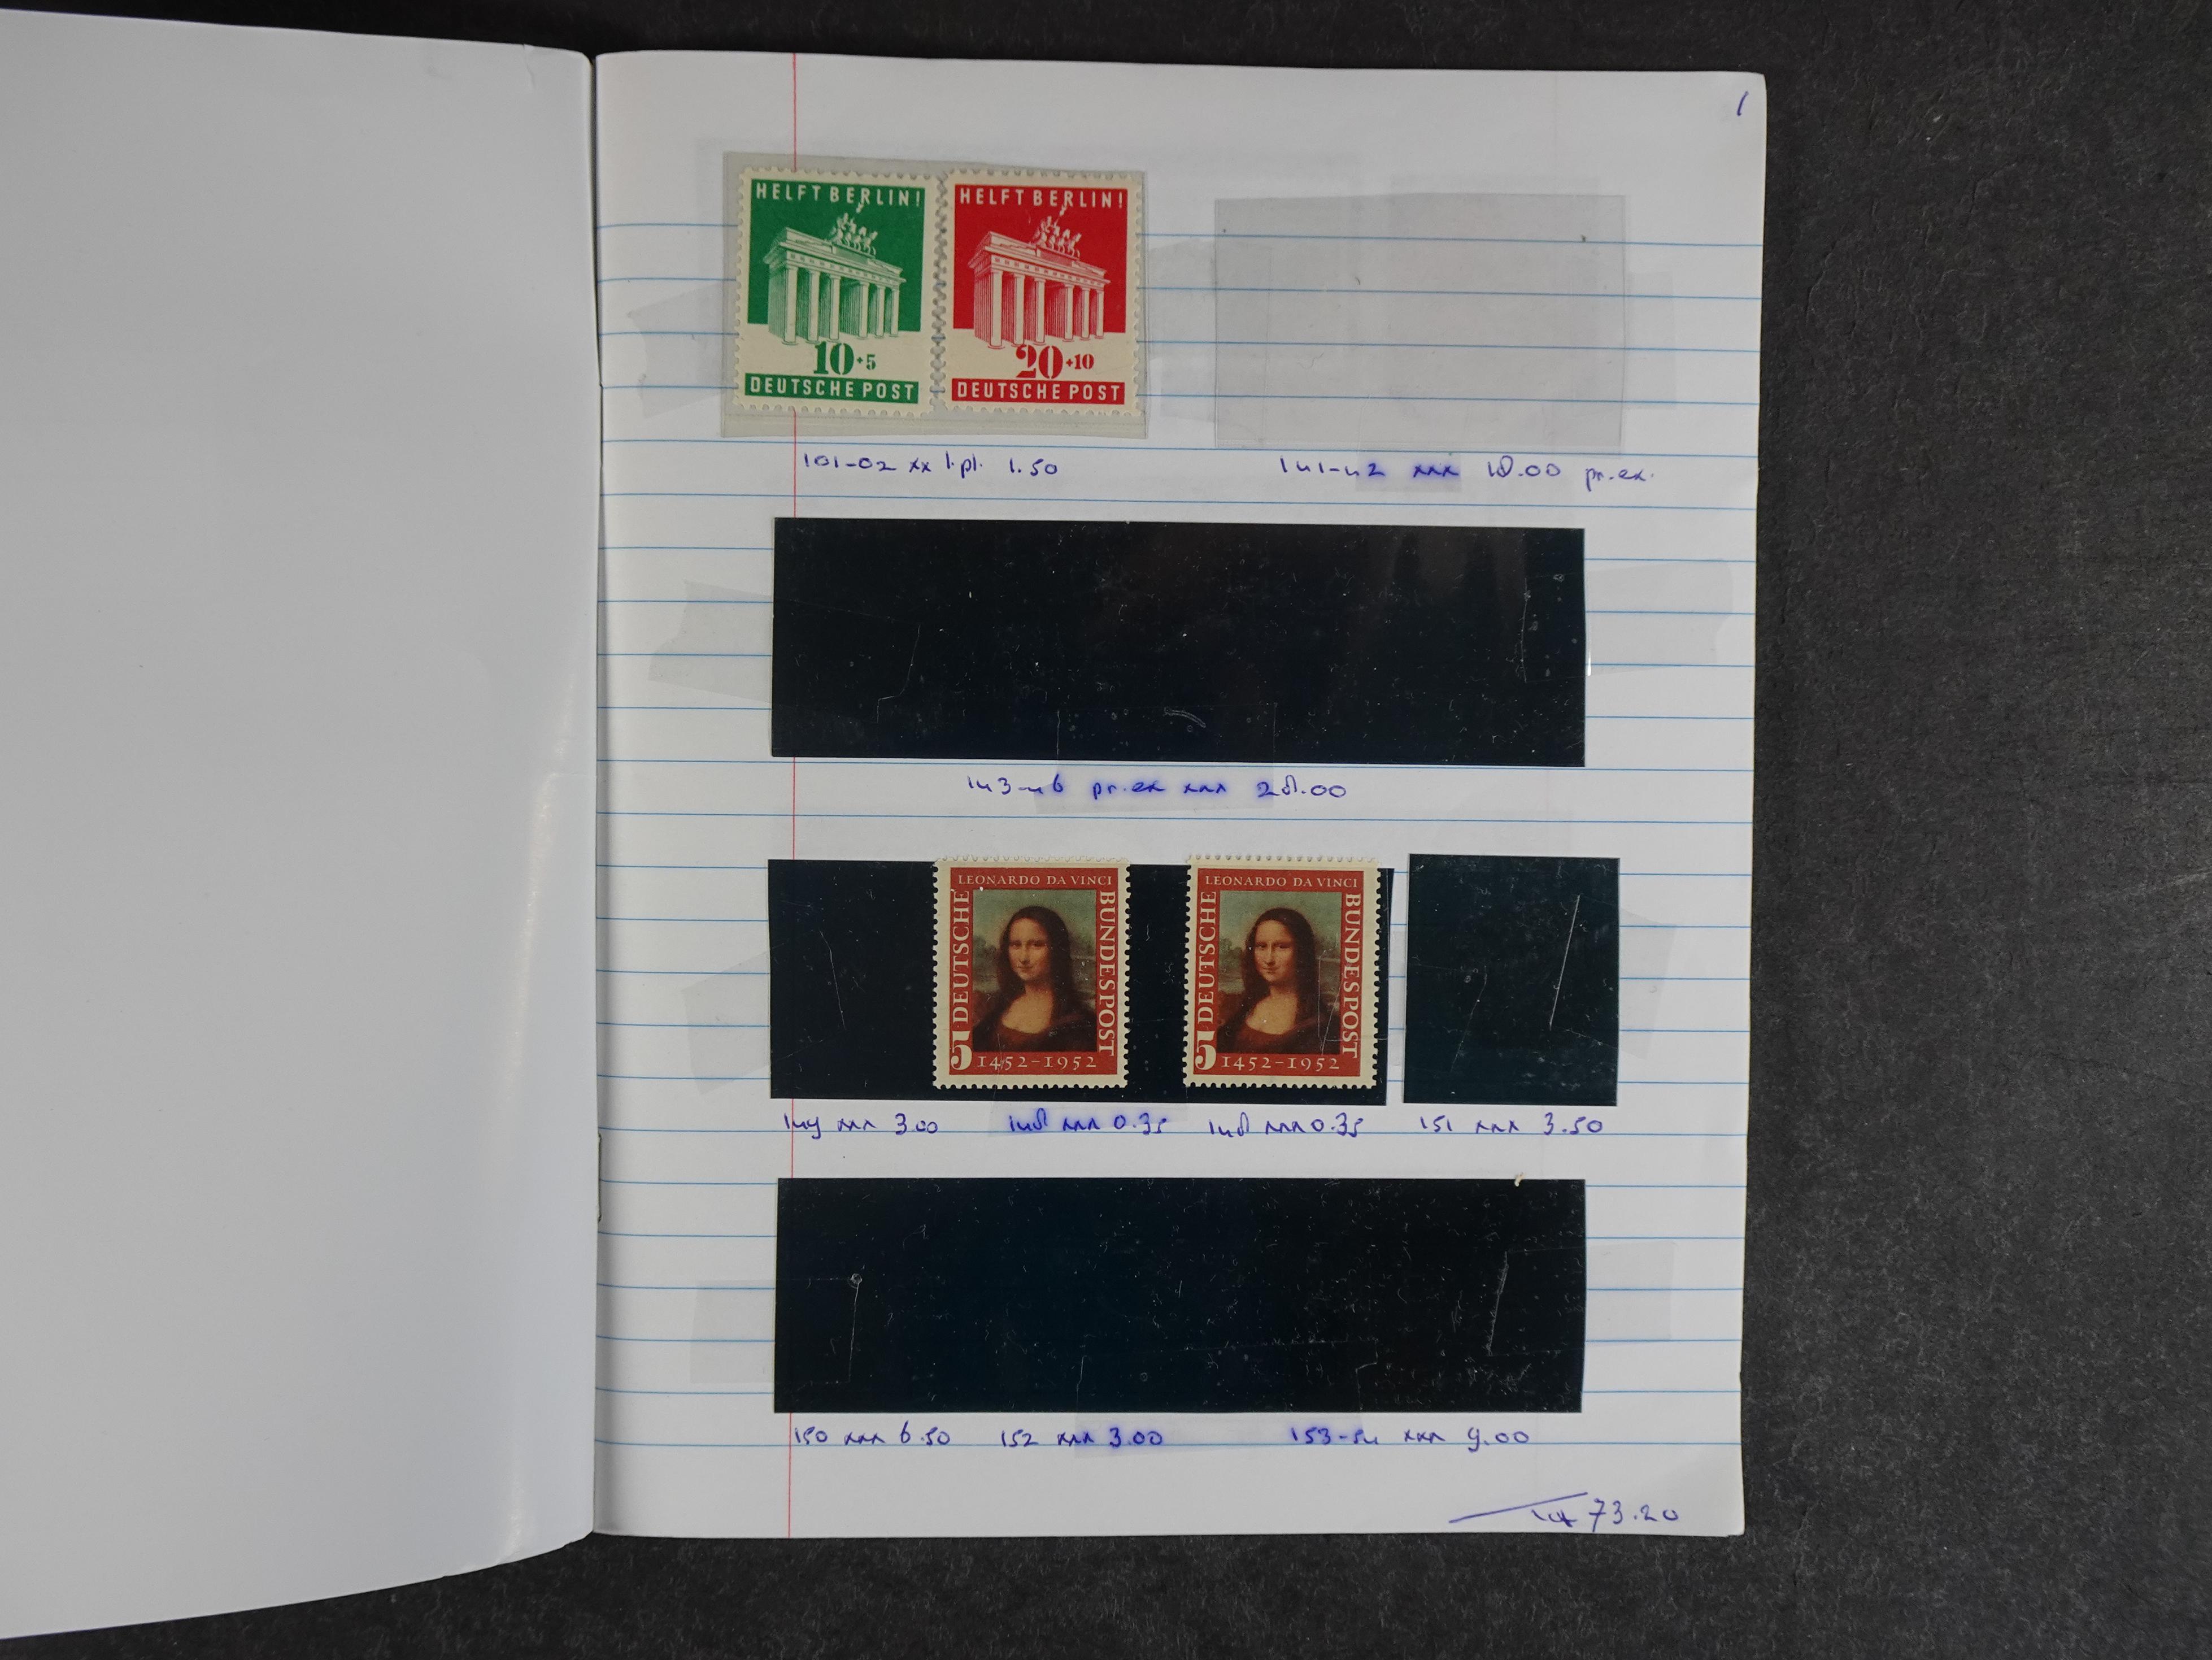 1
HELFT BERLIN!
10+5
DEUTSCHE POST
HELFT BERLIN!
20+10
DEUTSCHE POST
101-02 xx 1.50
141-42 xxx 18.00 pr.ex.
143-46 pr.ex xxx 28.00
LEONARDO DA VINCI
DEUTSCHE
BUNDESPOST
5
1452-1952
LEONARDO DA VINCI
DEUTSCHE
BUNDESPOST
5
1452-1952
149 xxx 3.00 148 xxx 0.35 148 xxx 0.35 151 xxx 3.50
150 xxx 6.50 152 xxx 3.00 153-54 xxx 9.00
tot 73.20